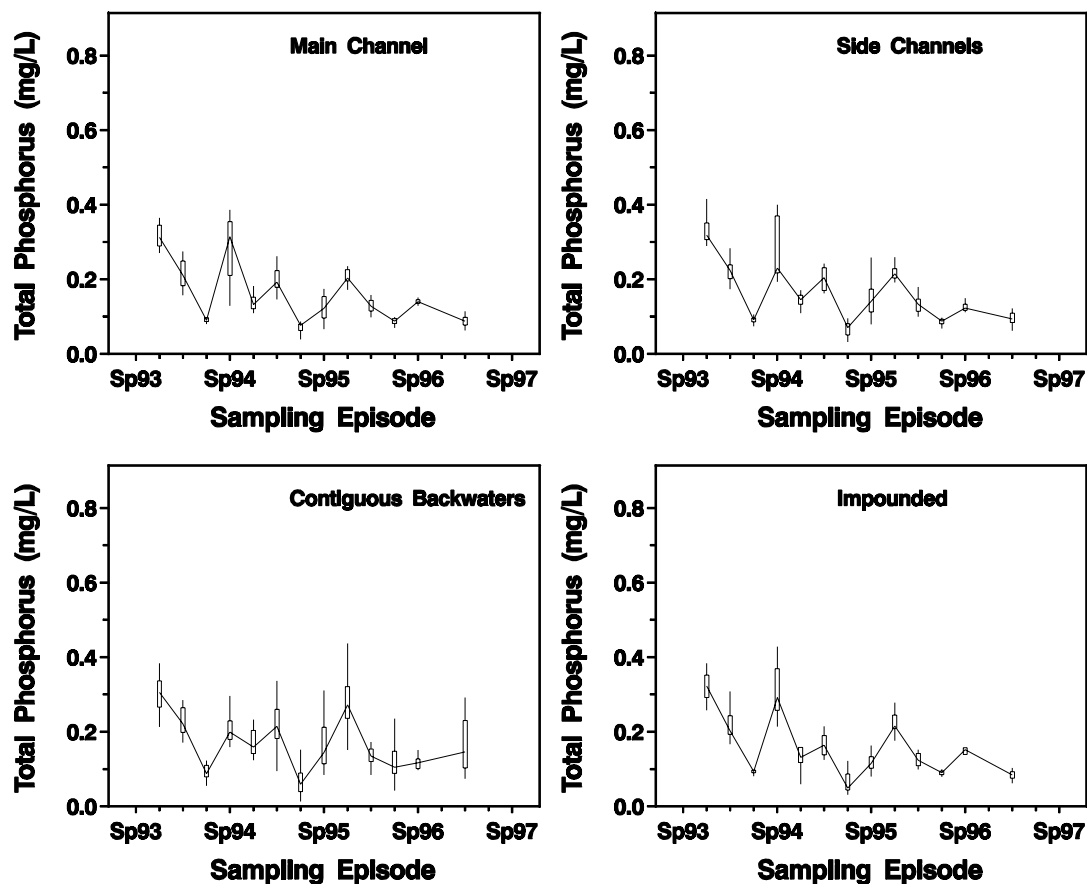 Main Channel
Total Phosphorus (mg/L)
0.8
0.6
0.4
0.2
0.0
Sp93 Sp94 Sp95 Sp96 Sp97
Sampling Episode
Side Channels
Total Phosphorus (mg/L)
0.8
0.6
0.4
0.2
0.0
Sp93 Sp94 Sp95 Sp96 Sp97
Sampling Episode
Contiguous Backwaters
Total Phosphorus (mg/L)
0.8
0.6
0.4
0.2
0.0
Sp93 Sp94 Sp95 Sp96 Sp97
Sampling Episode
Impounded
Total Phosphorus (mg/L)
0.8
0.6
0.4
0.2
0.0
Sp93 Sp94 Sp95 Sp96 Sp97
Sampling Episode